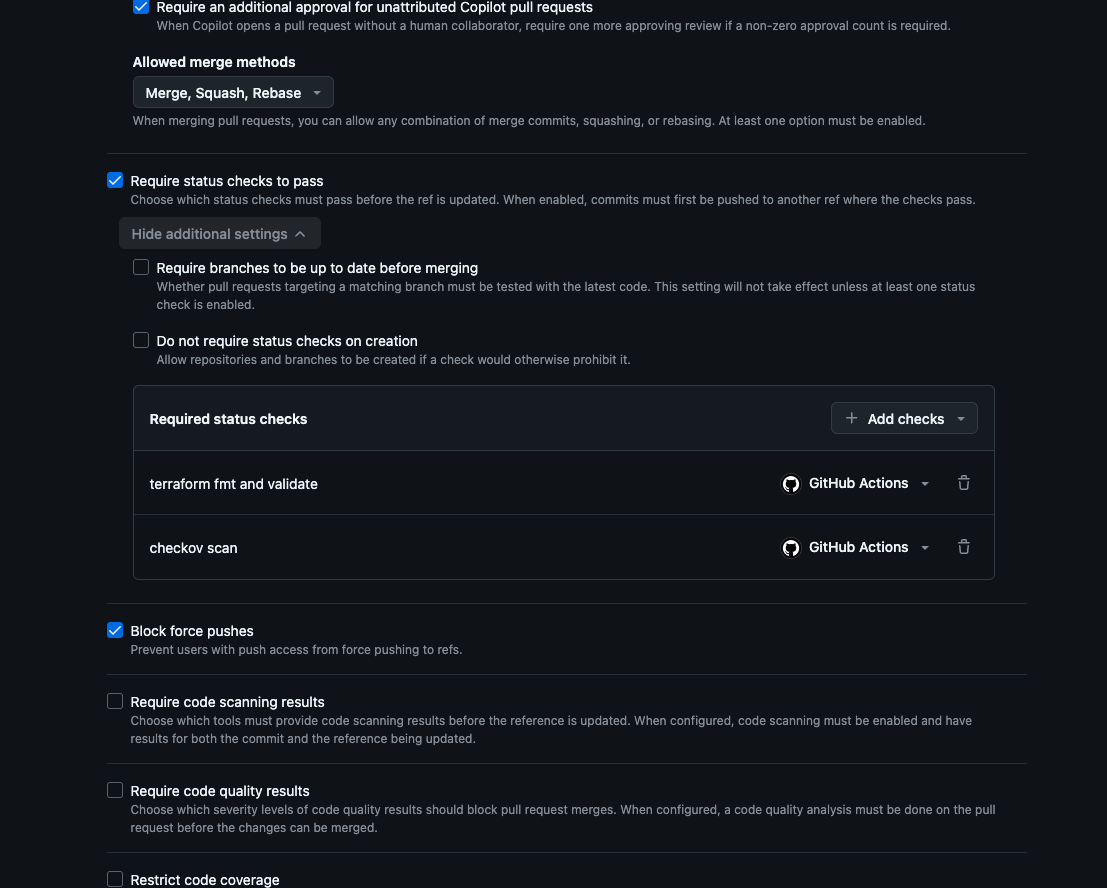 Require an additional approval for unattributed Copilot pull requests
When Copilot opens a pull request without a human collaborator, require one more approving review if a non-zero approval count is required.
Allowed merge methods
Merge, Squash, Rebase
When merging pull requests, you can allow any combination of merge commits, squashing, or rebasing. At least one option must be enabled.
Require status checks to pass
Choose which status checks must pass before the ref is updated. When enabled, commits must first be pushed to another ref where the checks pass.
Hide additional settings
Require branches to be up to date before merging
Whether pull requests targeting a matching branch must be tested with the latest code. This setting will not take effect unless at least one status
check is enabled.
Do not require status checks on creation
Allow repositories and branches to be created if a check would otherwise prohibit it.
Required status checks
Add checks
terraform fmt and validate
GitHub Actions
checkov scan
GitHub Actions
Block force pushes
Prevent users with push access from force pushing to refs.
Require code scanning results
Choose which tools must provide code scanning results before the reference is updated. When configured, code scanning must be enabled and have
results for both the commit and the reference being updated.
Require code quality results
Choose which severity levels of code quality results should block pull request merges. When configured, a code quality analysis must be done on the pull
request before the changes can be merged.
Restrict code coverage